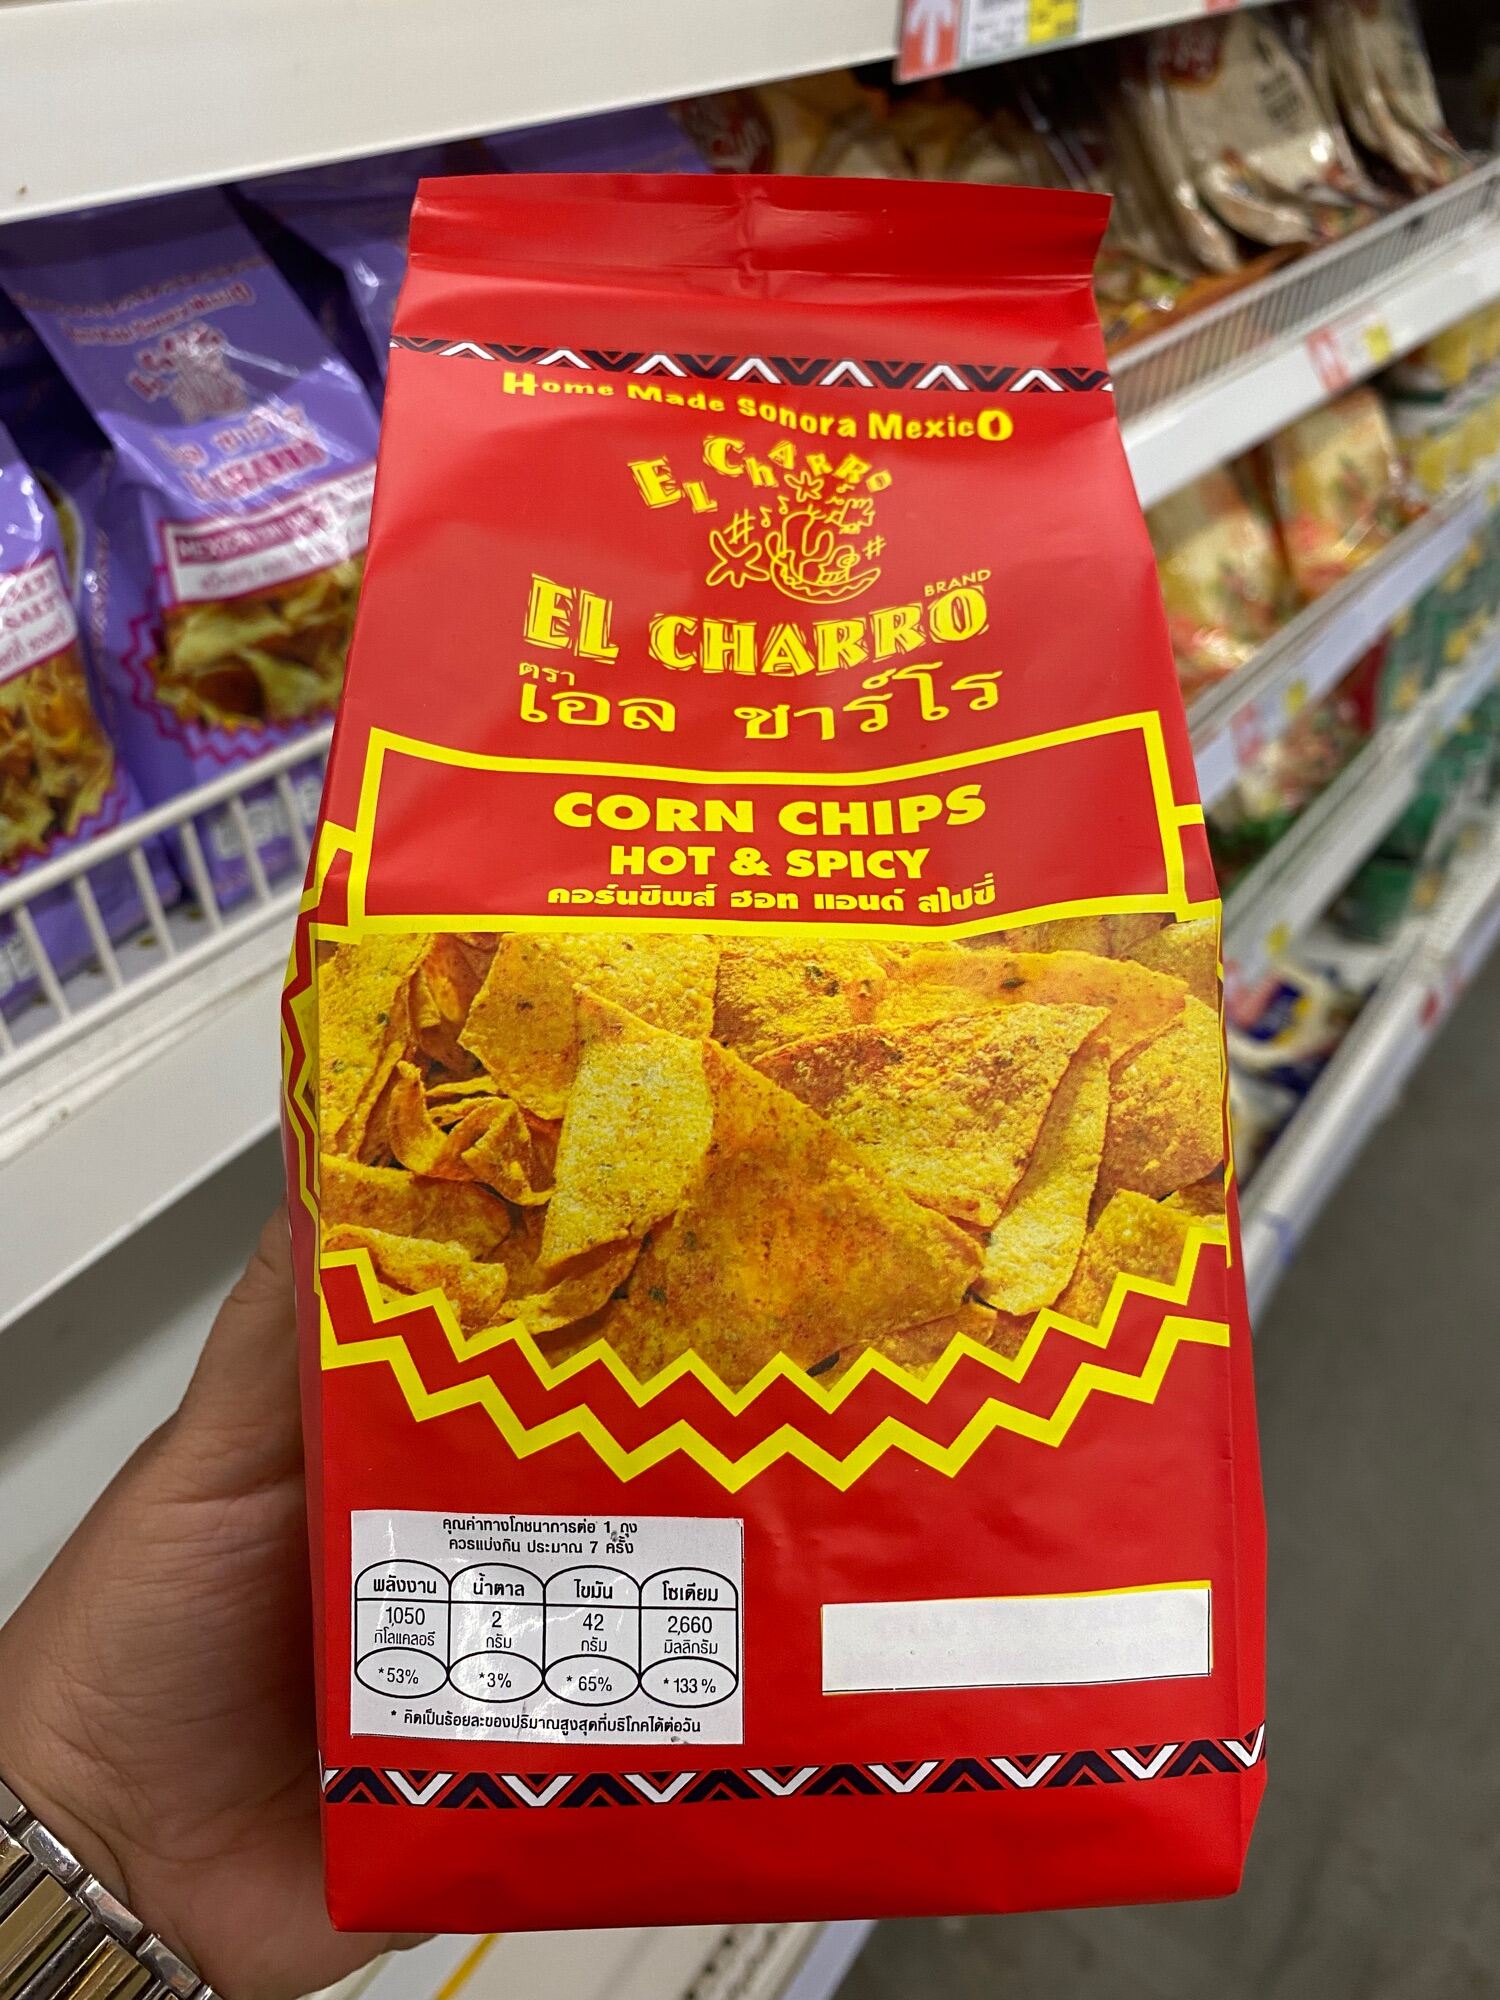 Home Made Sonora MexicO
EL ChARRO
BRAND
EL CHARRO
ตรา
เอล ชาร์โร
CORN CHIPS
HOT & SPICY
คอร์นชิพส์ ฮอท แอนด์ สไปซี่
คุณค่าทางโภชนาการต่อ 1 ถุง
ควรแบ่งกิน ประมาณ 7 ครั้ง
พลังงาน น้ำตาล ไขมัน โซเดียม
1,050 2 42 2,660
กิโลแคลอรี กรัม กรัม มิลลิกรัม
*53% *3% *65% *133%
* คิดเป็นร้อยละของปริมาณสูงสุดที่บริโภคได้ต่อวัน